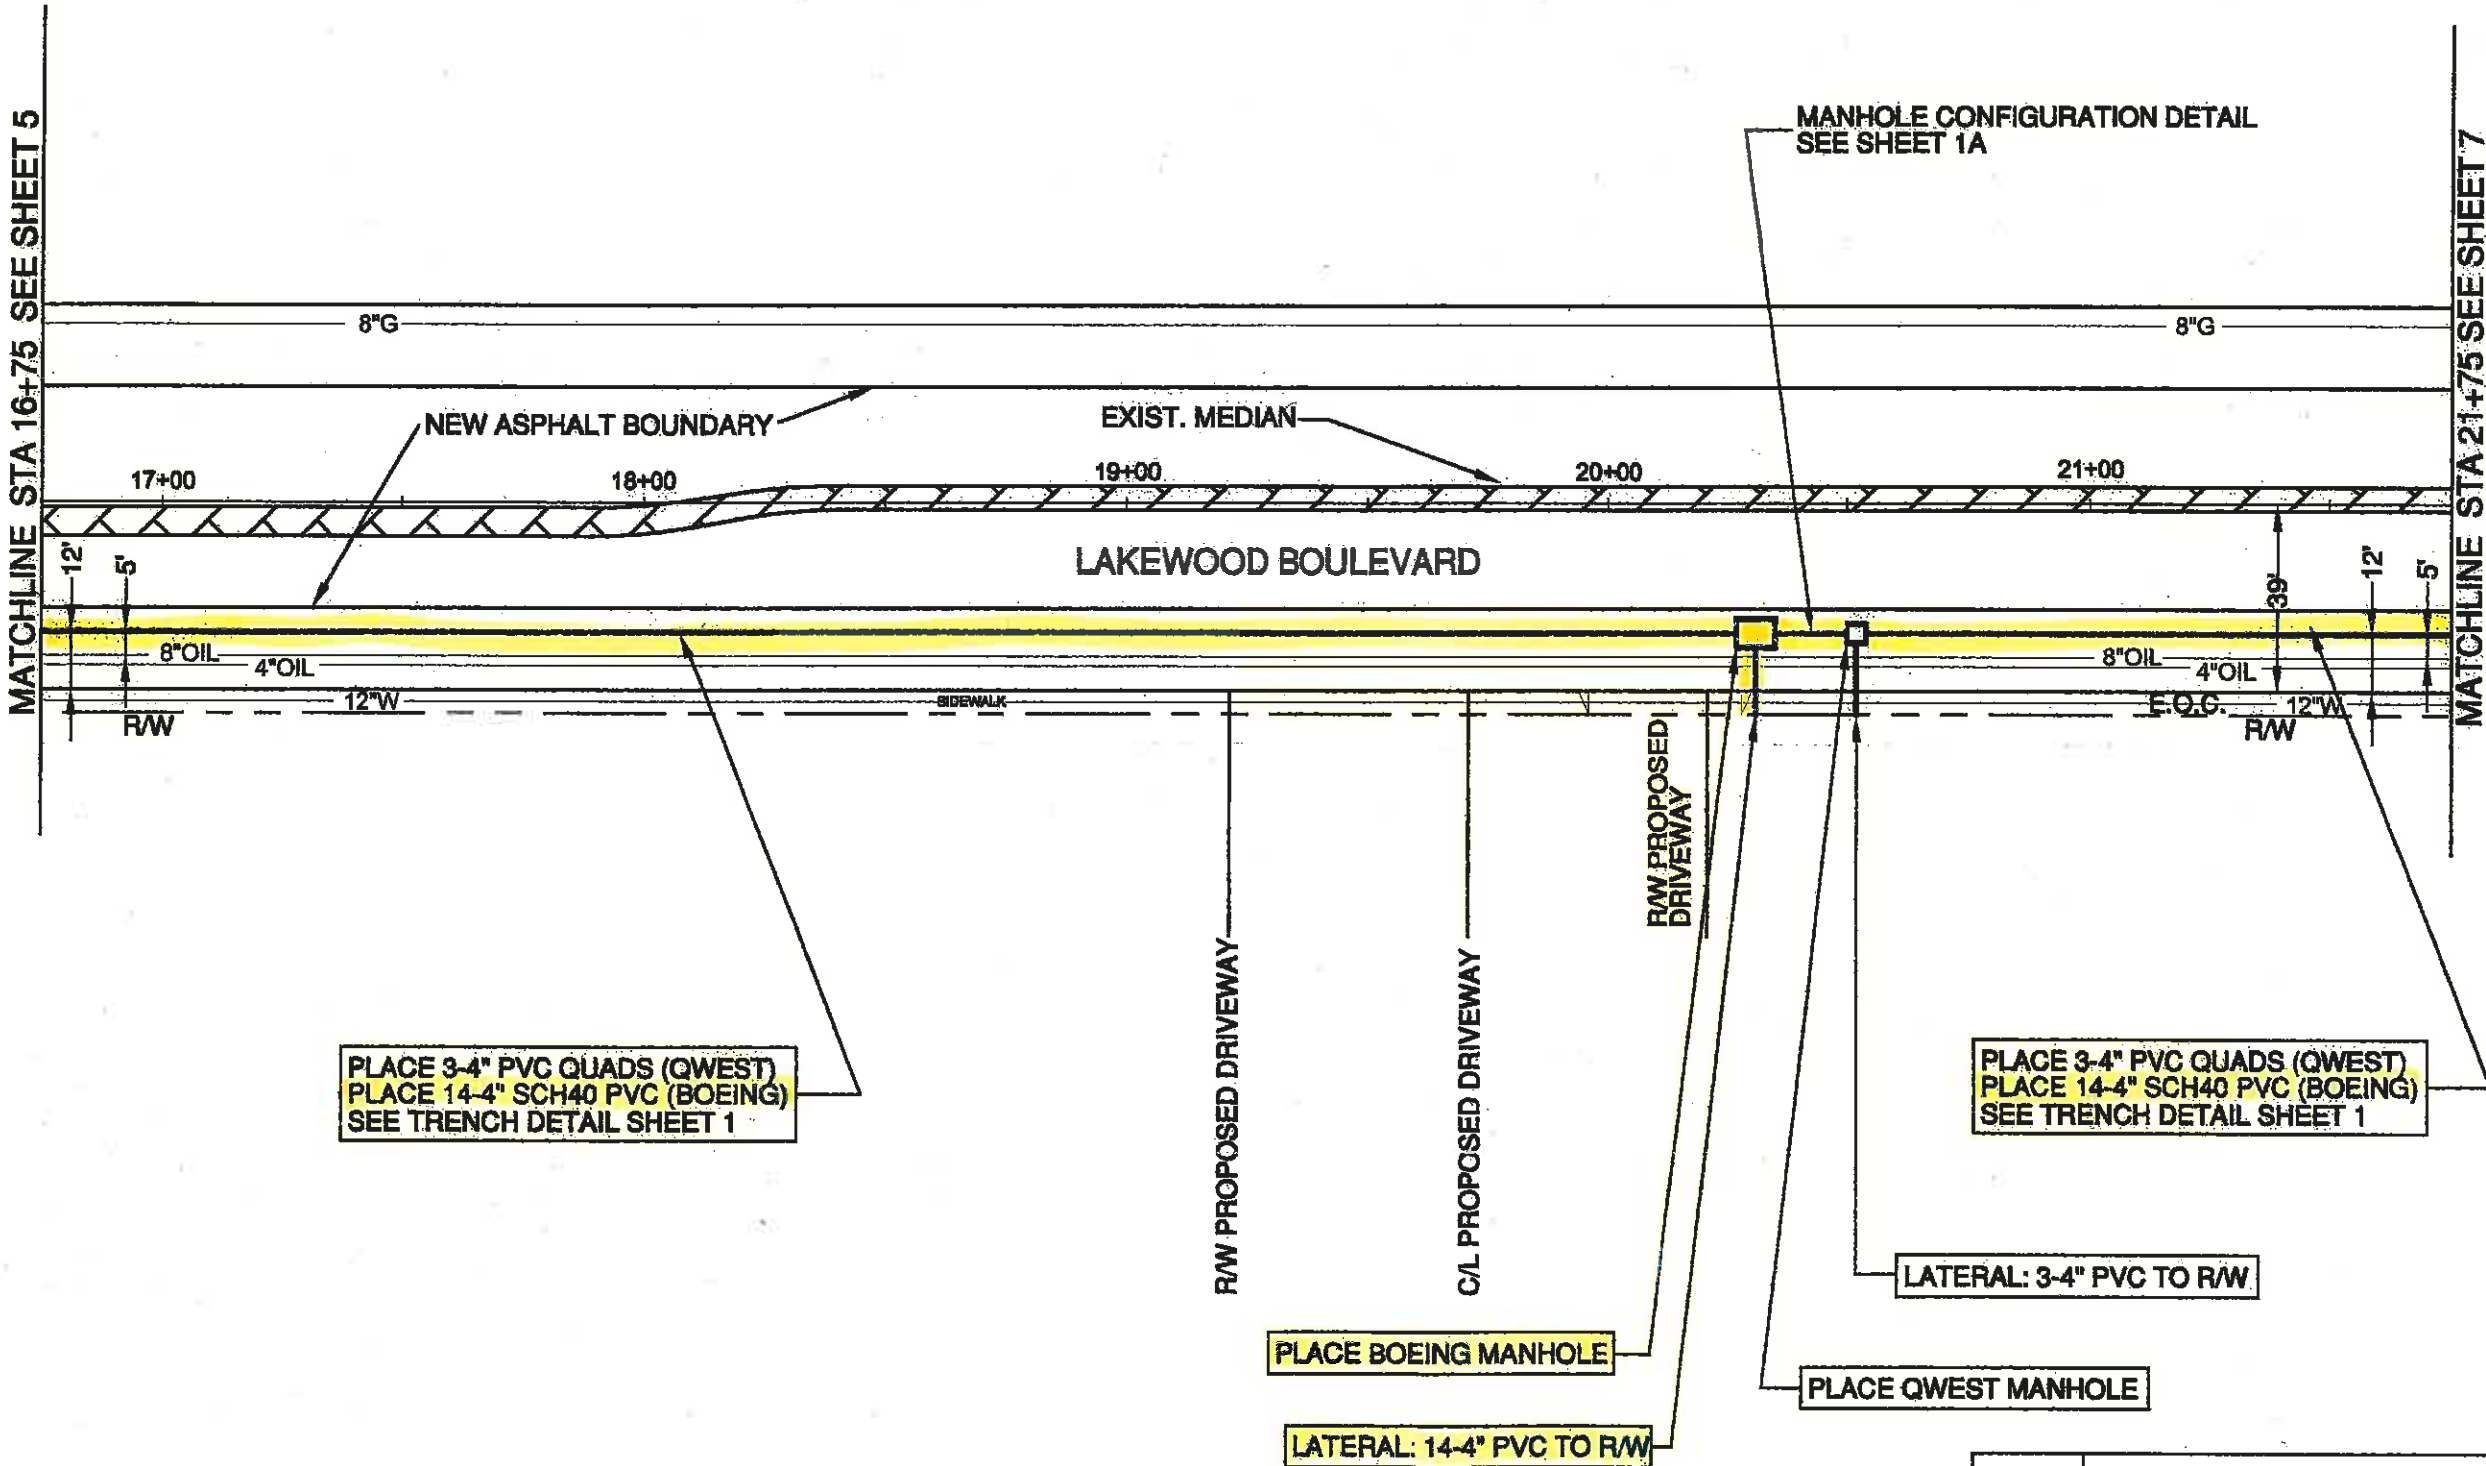 MATCHLINE STA 16+75 SEE SHEET 5
MANHOLE CONFIGURATION DETAIL
SEE SHEET 1A
MATCHLINE STA 21+75 SEE SHEET 7
8"G
8"G
NEW ASPHALT BOUNDARY
EXIST. MEDIAN
17+00
18+00
19+00
20+00
21+00
LAKEWOOD BOULEVARD
12'
5'
39'
12'
5'
8"OIL
4"OIL
8"OIL
4"OIL
12"W
SIDEWALK
E.O.C.
12"W
R/W
R/W
R/W PROPOSED
DRIVEWAY
R/W PROPOSED DRIVEWAY
C/L PROPOSED DRIVEWAY
PLACE 3-4" PVC QUADS (QWEST)
PLACE 14-4" SCH40 PVC (BOEING)
SEE TRENCH DETAIL SHEET 1
PLACE 3-4" PVC QUADS (QWEST)
PLACE 14-4" SCH40 PVC (BOEING)
SEE TRENCH DETAIL SHEET 1
LATERAL: 3-4" PVC TO R/W
PLACE BOEING MANHOLE
PLACE QWEST MANHOLE
LATERAL: 14-4" PVC TO R/W